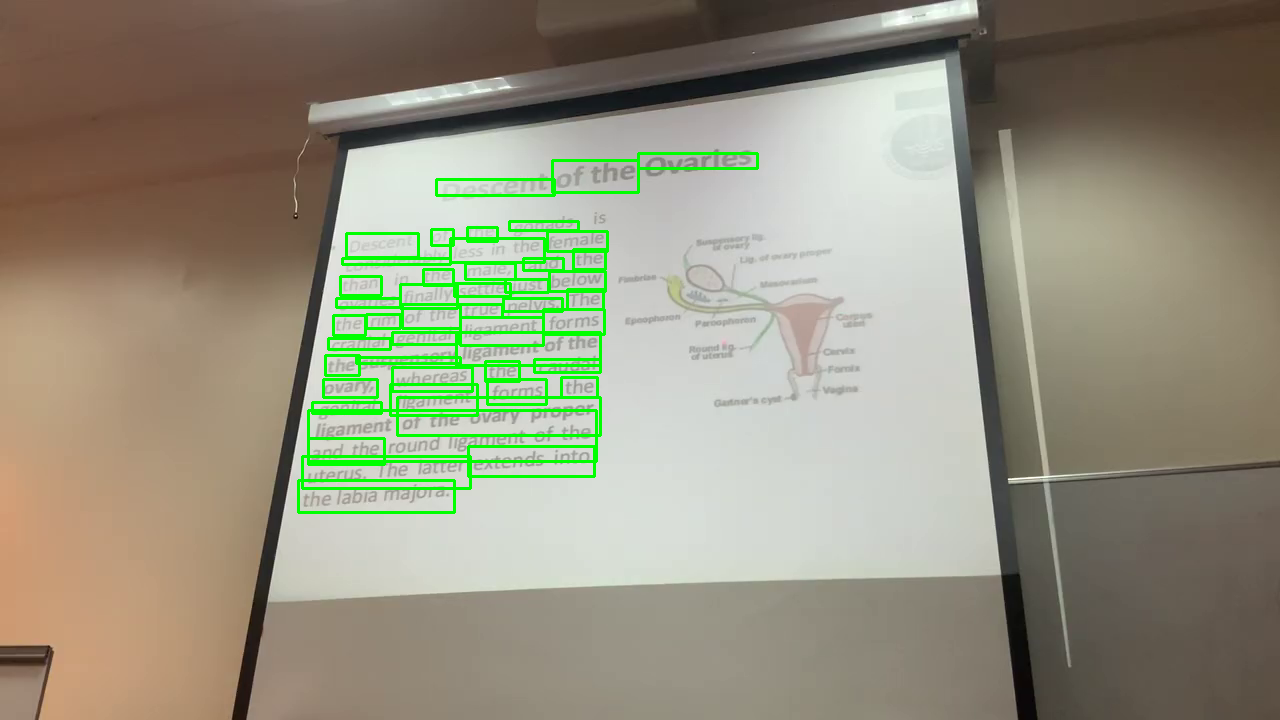 Descent of the Ovaries
Descent of the gonads is
considerably less in the female
than in the male, and the
ovaries finally settle just below
the rim of the true pelvis. The
cranial genital ligament forms
the suspensory ligament of the
ovary, whereas the caudal
genital ligament forms the
ligament of the ovary proper
and the round ligament of the
uterus. The latter extends into
the labia majora.
Suspensory lig.
of ovary
Lig. of ovary proper
Fimbriae
Mesovarium
Epoophoron
Paroophoron
Corpus
uteri
Round lig.
of uterus
Cervix
Fornix
Vagina
Gartner's cyst